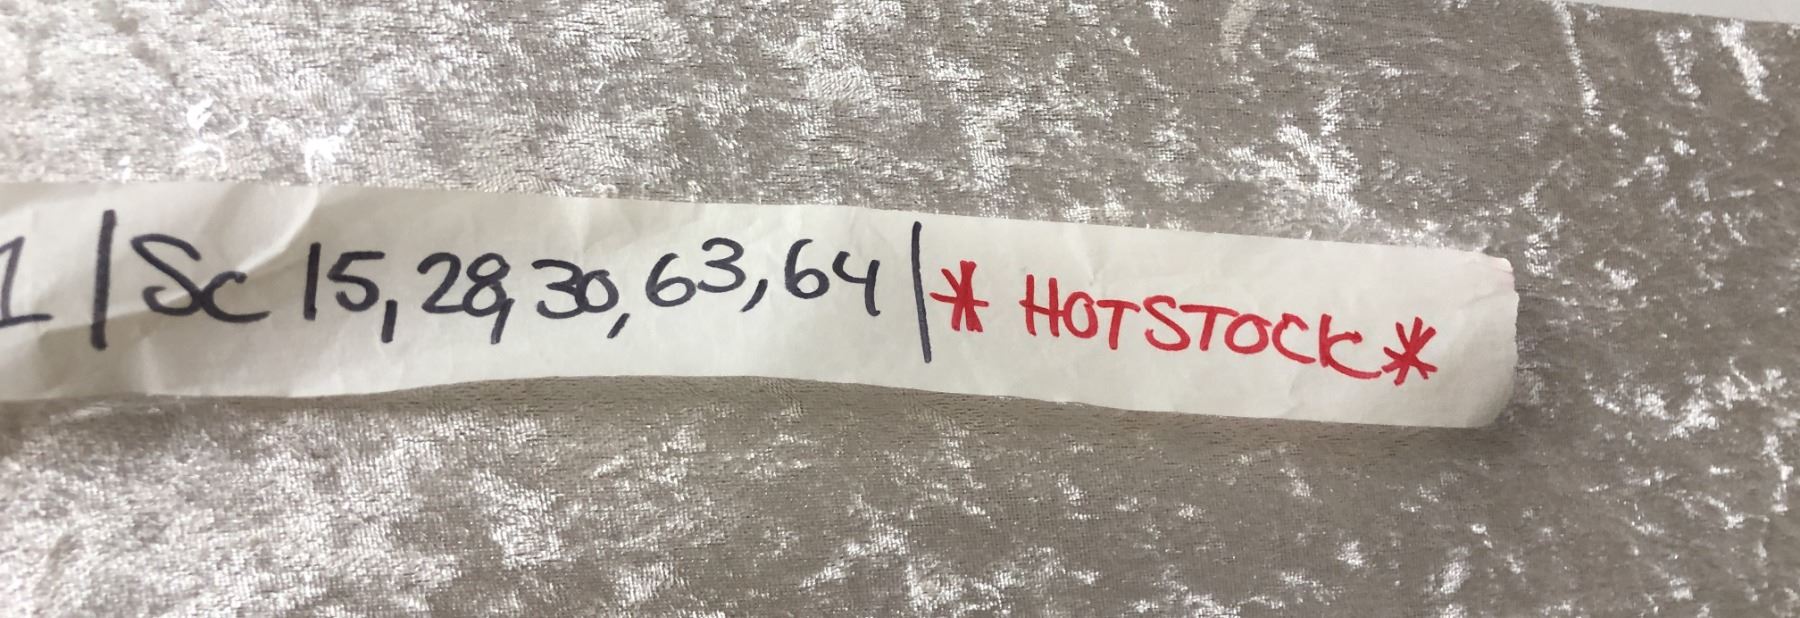 1 | Sc 15, 28, 30, 63, 64 | * HOTSTOCK *